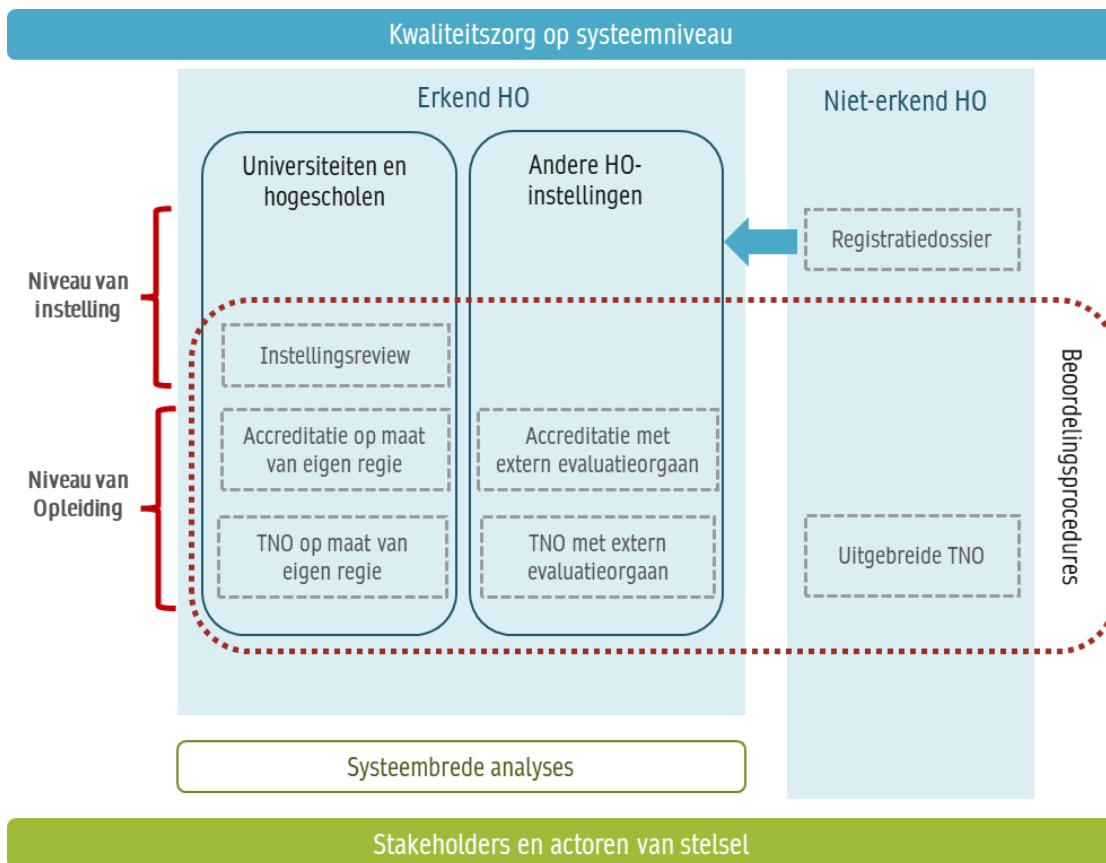 Kwaliteitszorg op systeemniveau
Erkend HO
Niet-erkend HO
Universiteiten en
hogescholen
Andere HO-
instellingen
Registratiedossier
Niveau van
instelling
Instellingsreview
Beoordelingsprocedures
Niveau van
Opleiding
Accreditatie op maat
van eigen regie
Accreditatie met
extern evaluatieorgaan
TNO op maat van
eigen regie
TNO met extern
evaluatieorgaan
Uitgebreide TNO
Systeembrede analyses
Stakeholders en actoren van stelsel